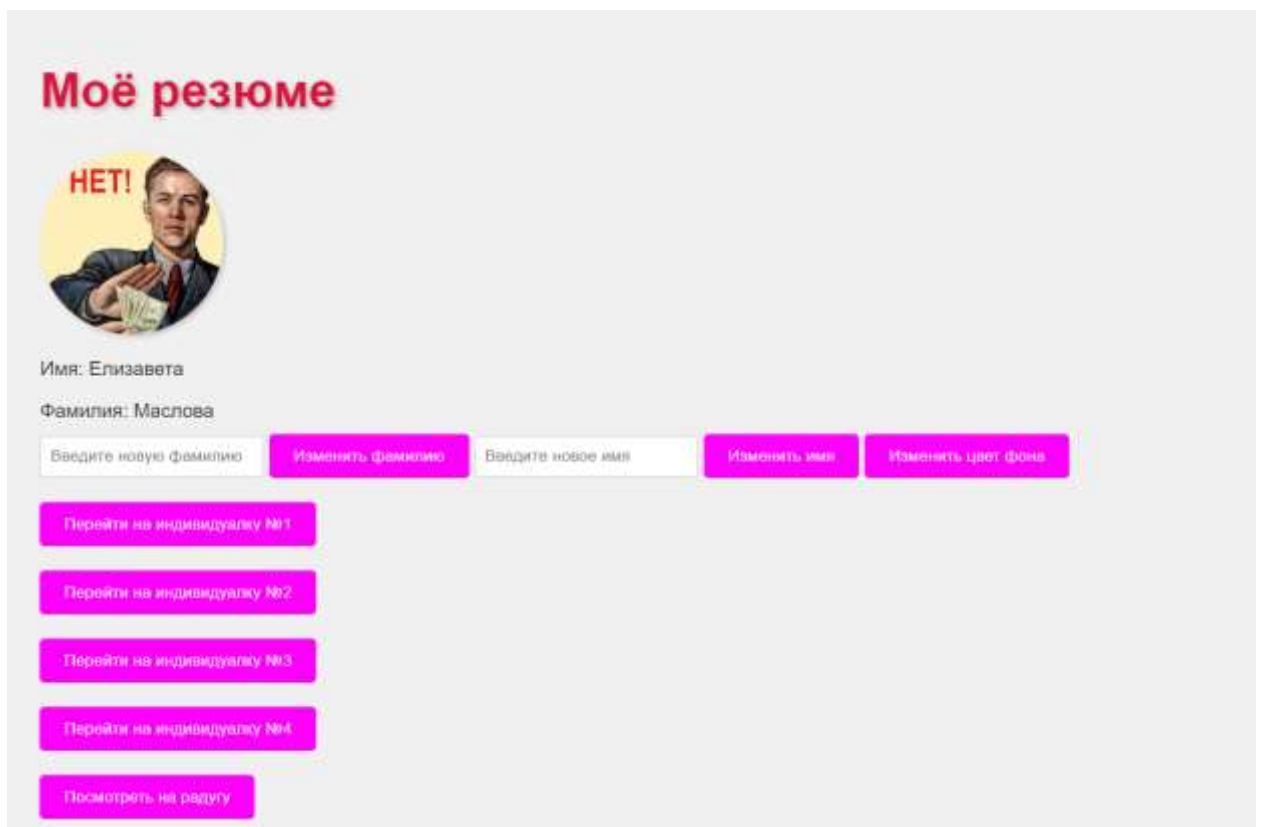 Моё резюме
НЕТ!
Имя: Елизавета
Фамилия: Маслова
Введите новую фамилию Изменить фамилию Введите новое имя Изменить имя Изменить цвет фона
Перейти на индивидуалку №1
Перейти на индивидуалку №2
Перейти на индивидуалку №3
Перейти на индивидуалку №4
Посмотреть на радугу